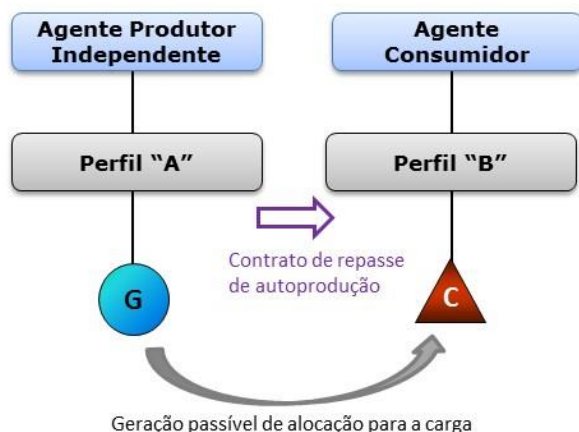 Agente Produtor
Independente
Agente
Consumidor
Perfil “A”
Perfil “B”
Contrato de repasse
de autoprodução
G
C
Geração passível de alocação para a carga